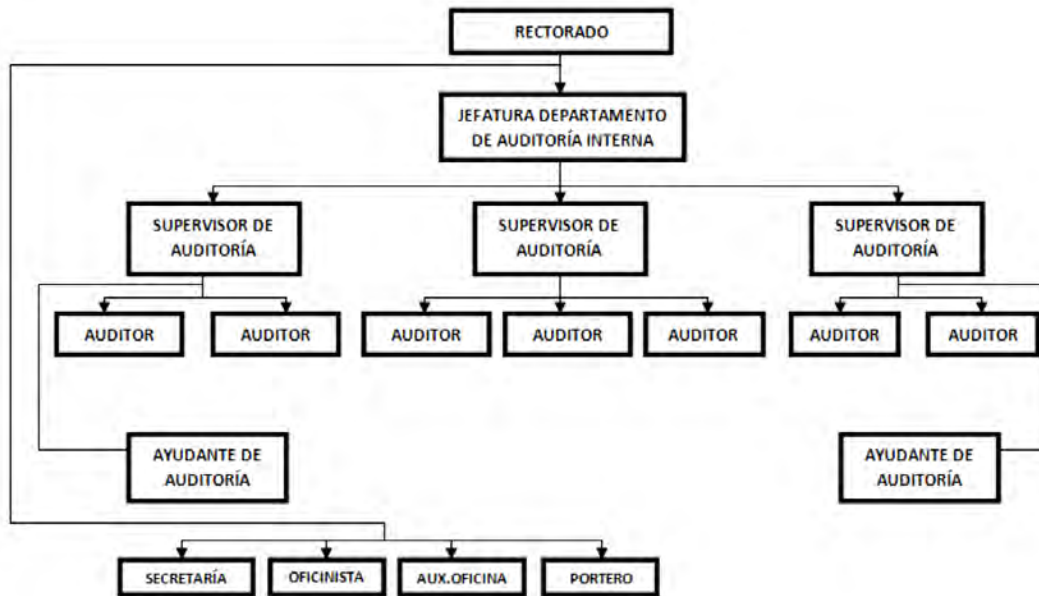 RECTORADO
JEFATURA DEPARTAMENTO
DE AUDITORÍA INTERNA
SUPERVISOR DE
AUDITORÍA
SUPERVISOR DE
AUDITORÍA
SUPERVISOR DE
AUDITORÍA
AUDITOR
AUDITOR
AUDITOR
AUDITOR
AUDITOR
AUDITOR
AUDITOR
AYUDANTE DE
AUDITORÍA
AYUDANTE DE
AUDITORÍA
SECRETARÍA
OFICINISTA
AUX.OFICINA
PORTERO